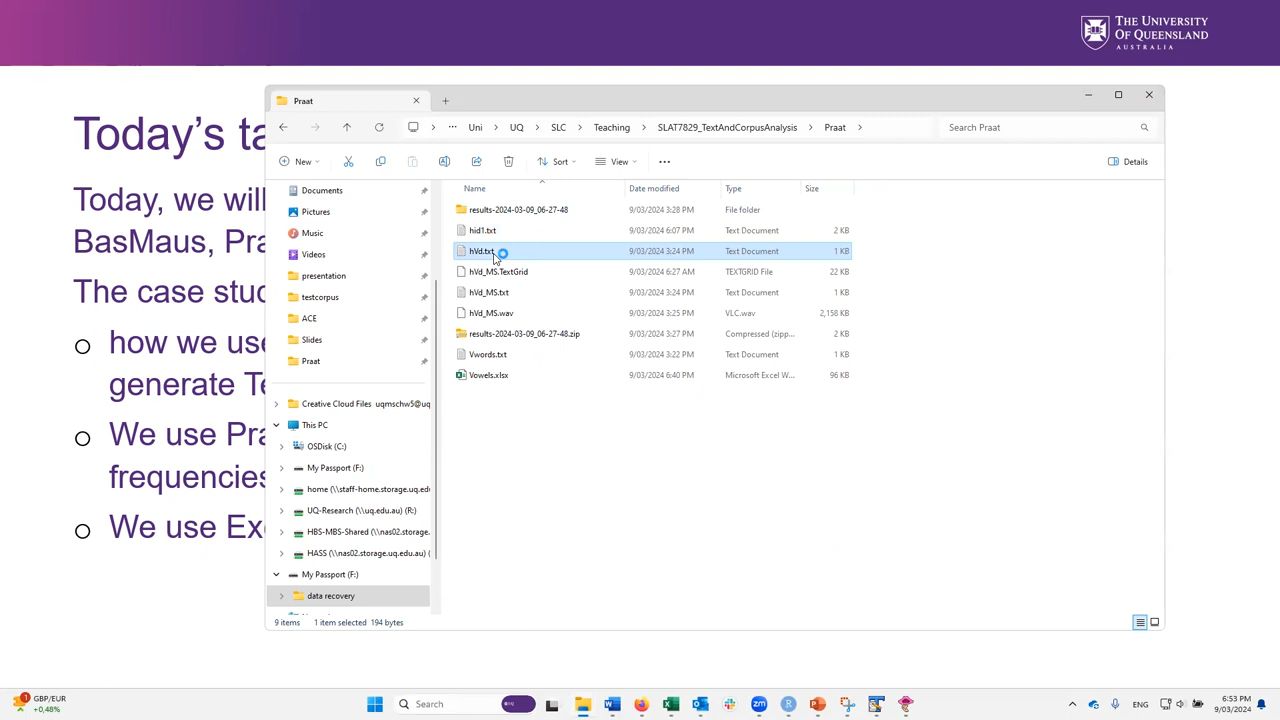 THE UNIVERSITY
OF QUEENSLAND
AUSTRALIA
Today's ta
Today, we will
BasMaus, Pra
The case stud
how we use
generate Te
We use Pra
frequencies
We use Exc
Praat
Uni UQ SLC Teaching SLAT7829_TextAndCorpusAnalysis Praat
Search Praat
New
Sort
View
Details
Documents
Pictures
Music
Videos
presentation
testcorpus
ACE
Slides
Praat
Creative Cloud Files uqmschw5@uq
This PC
OSDisk (C:)
My Passport (F:)
home (\\staff-home.storage.uq.edu
UQ-Research (\\uq.edu.au) (R:)
HBS-MBS-Shared (\\nas02.storage.
HASS (\\nas02.storage.uq.edu.au) (
My Passport (F:)
data recovery
Name Date modified Type Size
results-2024-03-09_06-27-48 9/03/2024 3:28 PM File folder
hid1.txt 9/03/2024 6:07 PM Text Document 2 KB
hVd.txt 9/03/2024 3:24 PM Text Document 1 KB
hVd_MS.TextGrid 9/03/2024 6:27 AM TEXTGRID File 22 KB
hVd_MS.txt 9/03/2024 3:24 PM Text Document 1 KB
hVd_MS.wav 9/03/2024 3:25 PM VLC.wav 2,158 KB
results-2024-03-09_06-27-48.zip 9/03/2024 3:27 PM Compressed (zipp... 2 KB
Vwords.txt 9/03/2024 3:22 PM Text Document 1 KB
Vowels.xlsx 9/03/2024 6:40 PM Microsoft Excel W... 96 KB
9 items 1 item selected 194 bytes
GBP/EUR
+0,48%
Search
ENG
6:53 PM
9/03/2024